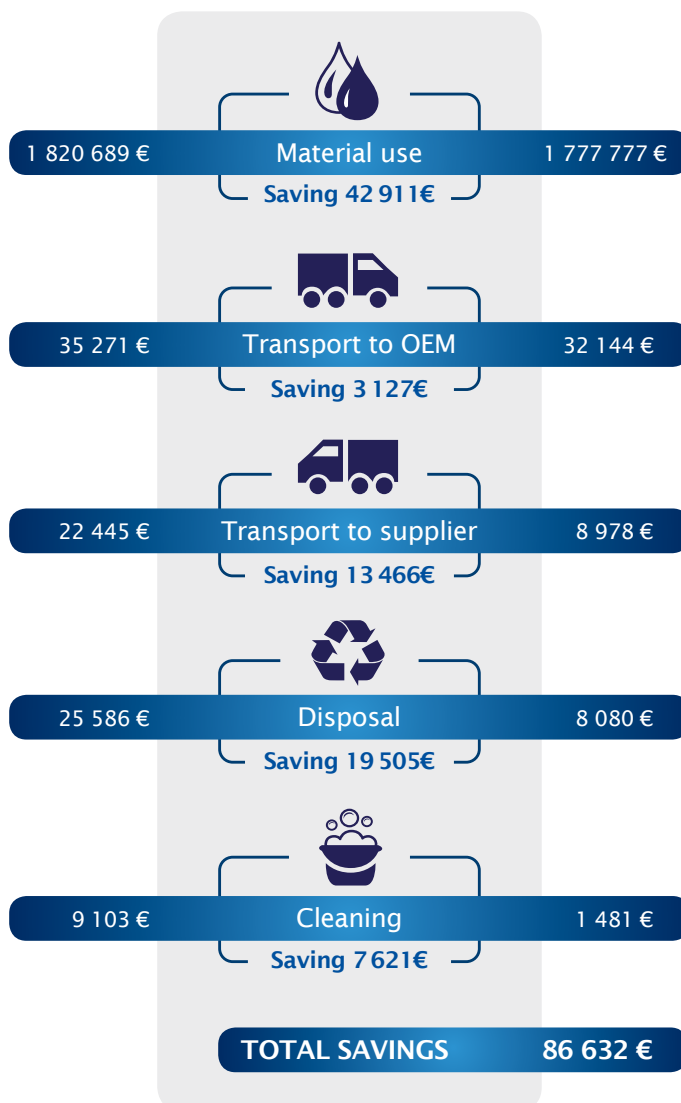 1 820 689 € Material use 1 777 777 €
Saving 42 911€
35 271 € Transport to OEM 32 144 €
Saving 3 127€
22 445 € Transport to supplier 8 978 €
Saving 13 466€
25 586 € Disposal 8 080 €
Saving 19 505€
9 103 € Cleaning 1 481 €
Saving 7 621€
TOTAL SAVINGS 86 632 €